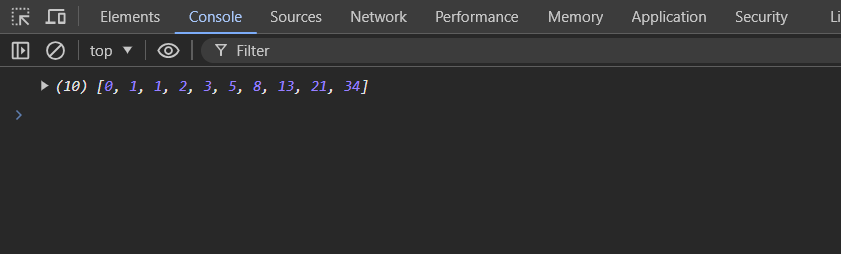 Elements Console Sources Network Performance Memory Application Security Li
top Filter
(10) [0, 1, 1, 2, 3, 5, 8, 13, 21, 34]